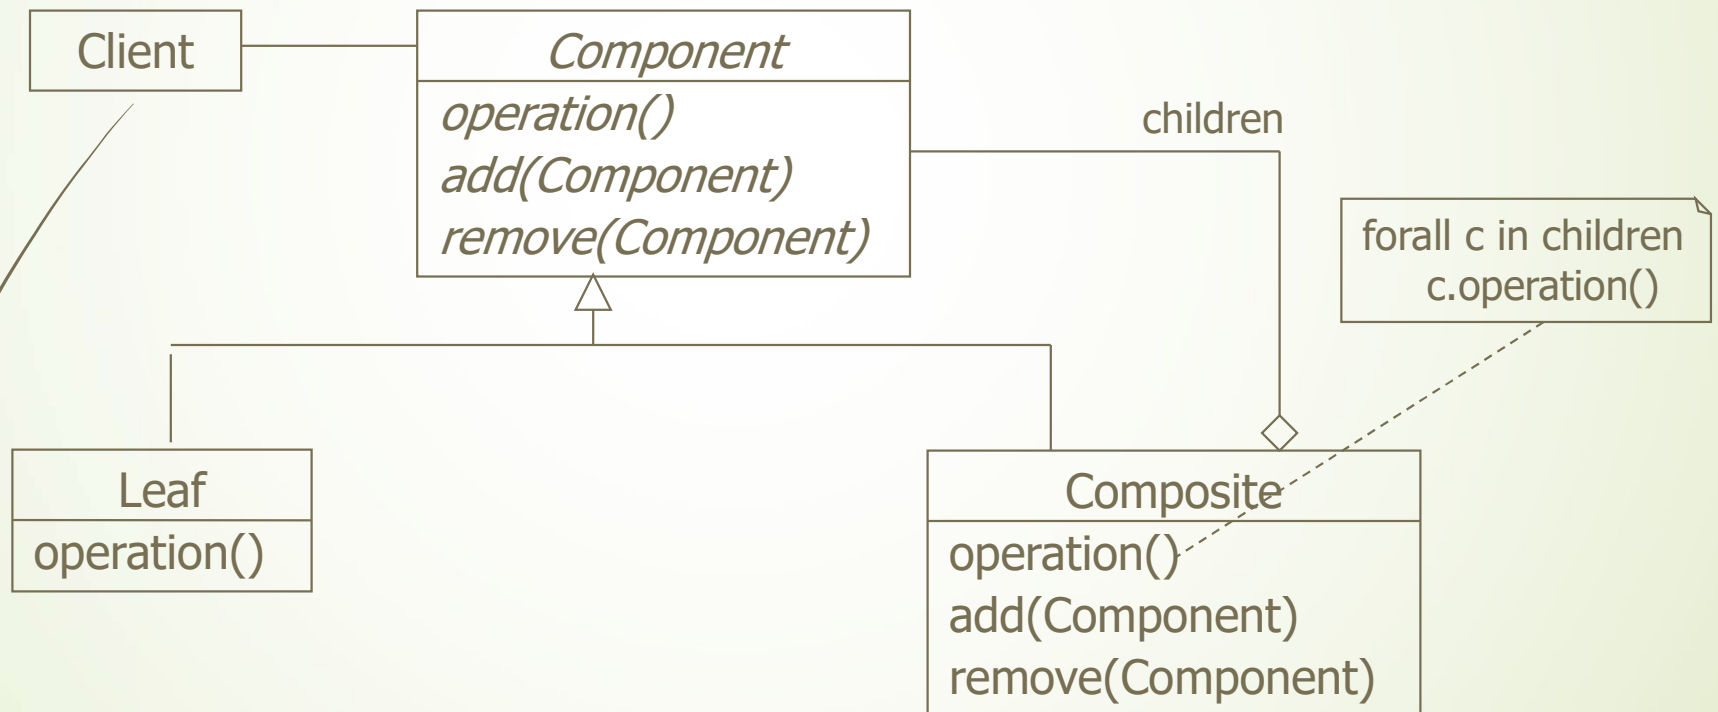 Client
Component
operation()
add(Component)
remove(Component)
children
forall c in children
c.operation()
Leaf
operation()
Composite
operation()
add(Component)
remove(Component)